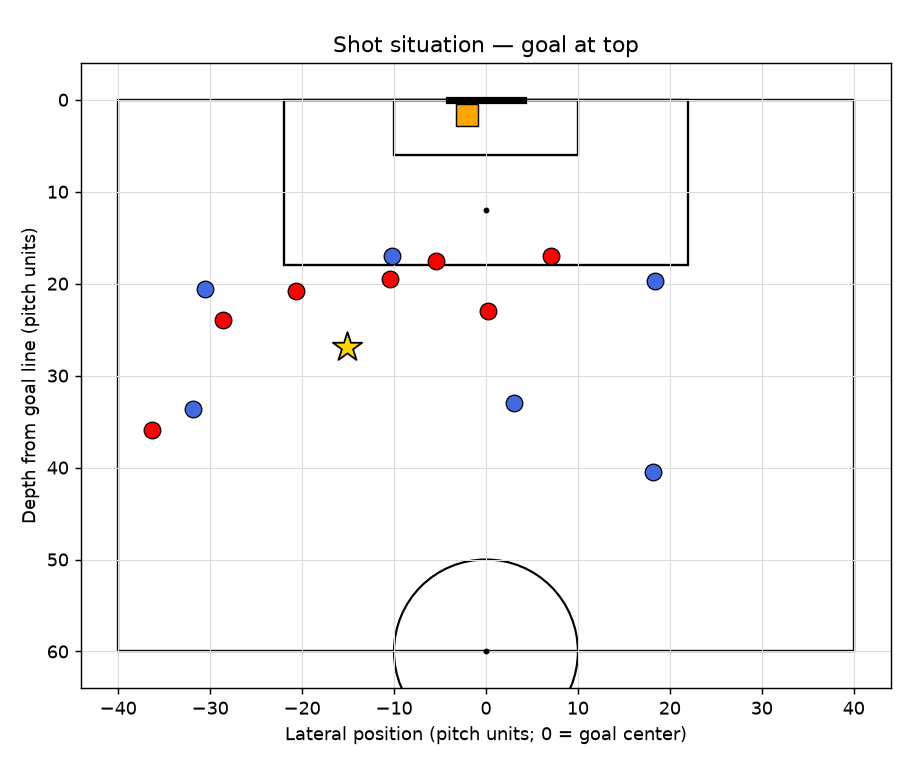 Shot situation — goal at top
0
10
20
30
40
50
60
Depth from goal line (pitch units)
−40 −30 −20 −10 0 10 20 30 40
Lateral position (pitch units; 0 = goal center)